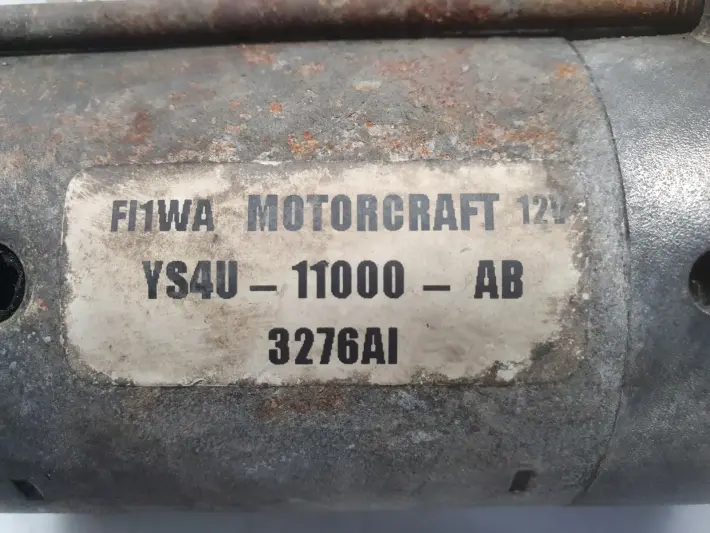 FI1WA MOTORCRAFT 12V
YS4U - 11000 - AB
3276AI